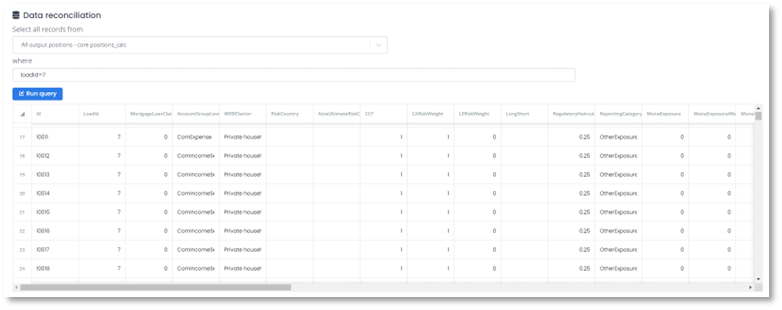 Data reconciliation
Select all records from
All output positions - core positions_calc
where
loadId=7
Run query
Id LoadId MortgageLoanClai AccountGroupLeve RiskCountry CCF CARiskWeight LERiskWeight LongShort RegulatoryHaircut ReportingCategory MonaExposure
17 10011 7 0 ComExpense Private househ 1 1 0 0.25 OtherExposure 0 0
18 10012 7 0 ComincomeEx Private househ 1 1 0 0.25 OtherExposure 0 0
19 10013 7 0 ComincomeEx Private househ 1 1 0 0.25 OtherExposure 0 0
20 10014 7 0 ComincomeEx Private househ 1 1 0 0.25 OtherExposure 0 0
21 10015 7 0 ComincomeEx Private househ 1 1 0 0.25 OtherExposure 0 0
22 10016 7 0 ComincomeEx Private househ 1 1 0 0.25 OtherExposure 0 0
23 10017 7 0 ComincomeEx Private househ 1 1 0 0.25 OtherExposure 0 0
24 10018 7 0 ComincomeEx Private househ 1 1 0 0.25 OtherExposure 0 0